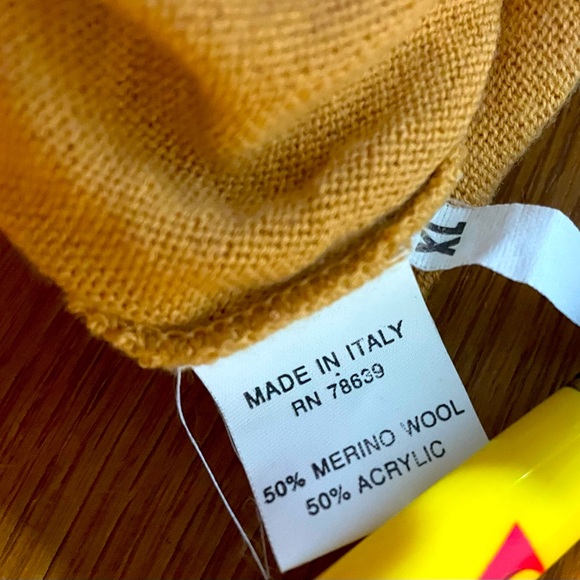 XL
MADE IN ITALY
RN 78639
50% MERINO WOOL
50% ACRYLIC